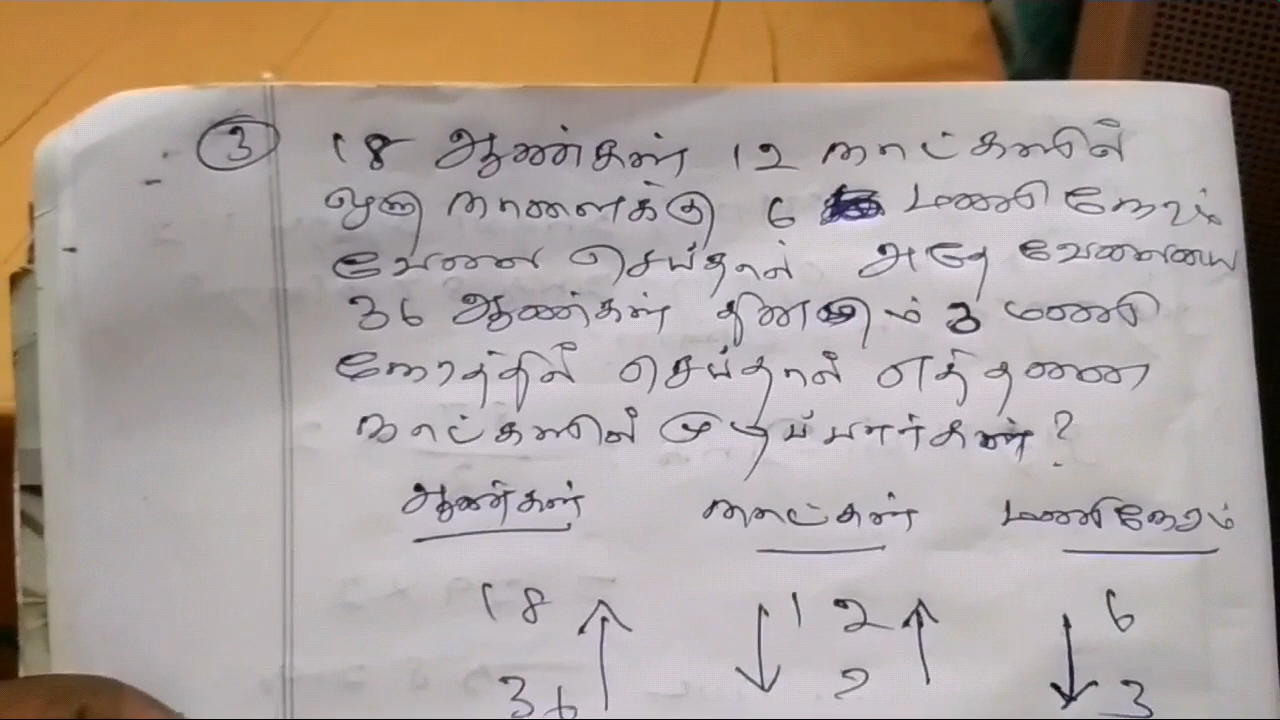 3 18 ஆண்கள் 12 நாட்களில்
ஒரு நாளைக்கு 6 மணி நேரம்
வேலை செய்தால் அதே வேலையை
36 ஆண்கள் தினமும் 3 மணி
நேரத்தில் செய்தால் எத்தனை
நாட்களில் முடிப்பார்கள் ?
ஆண்கள் நாட்கள் மணிநேரம்
18 12 6
36 ? 3